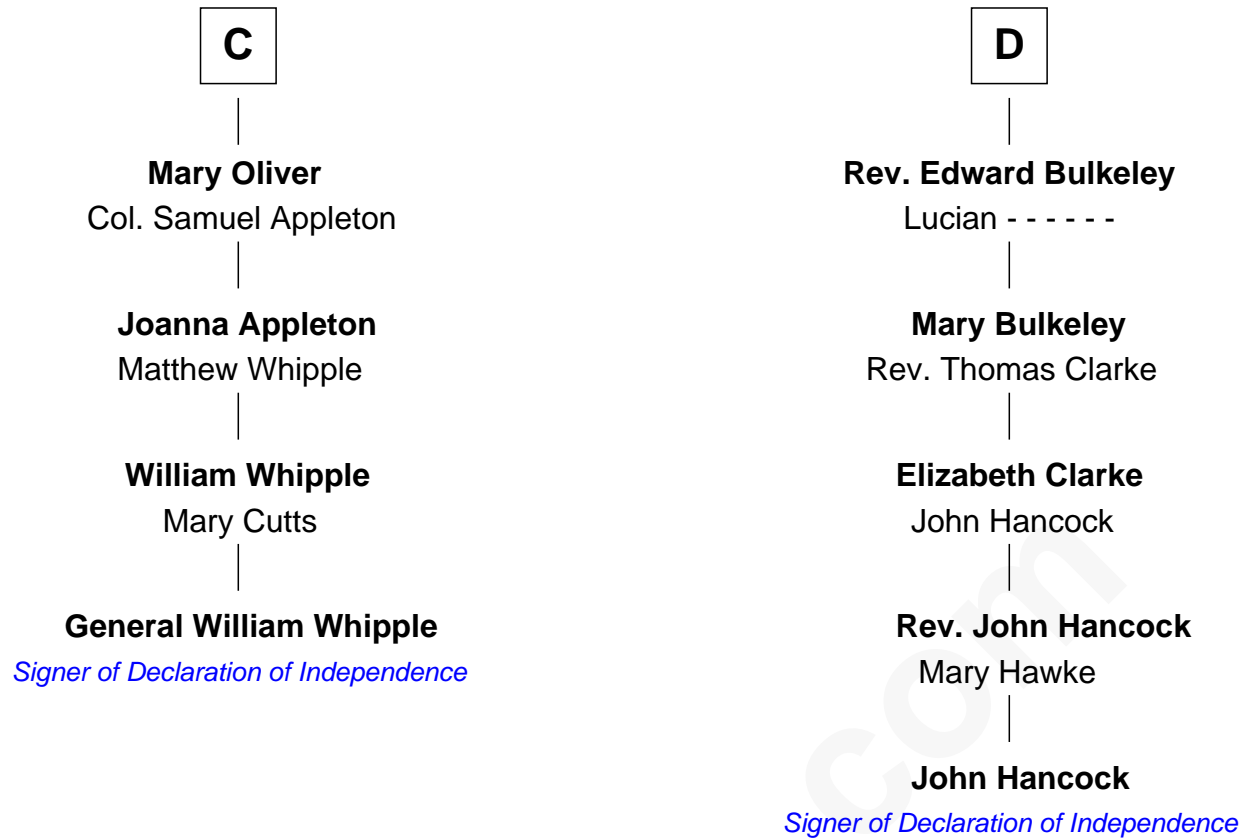 C
Mary Oliver
Col. Samuel Appleton
Joanna Appleton
Matthew Whipple
William Whipple
Mary Cutts
General William Whipple
Signer of Declaration of Independence
D
Rev. Edward Bulkeley
Lucian - - - - - -
Mary Bulkeley
Rev. Thomas Clarke
Elizabeth Clarke
John Hancock
Rev. John Hancock
Mary Hawke
John Hancock
Signer of Declaration of Independence
com